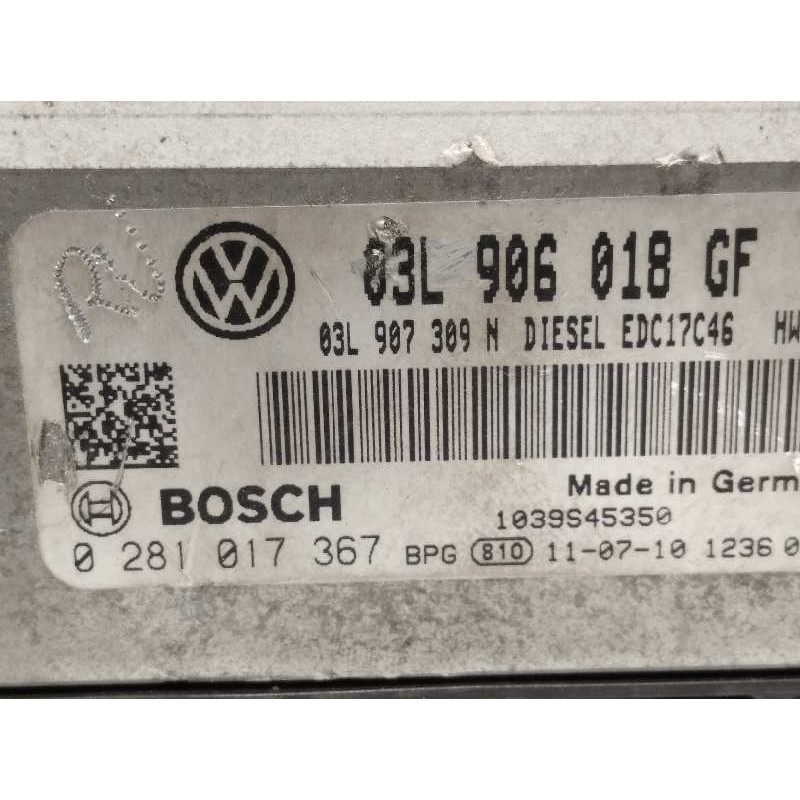 03L 906 018 GF
03L 907 309 N DIESEL EDC17C46 HW
Made in Germ
BOSCH
1039S45350
0 281 017 367 BPG 810 11-07-10 1236 0